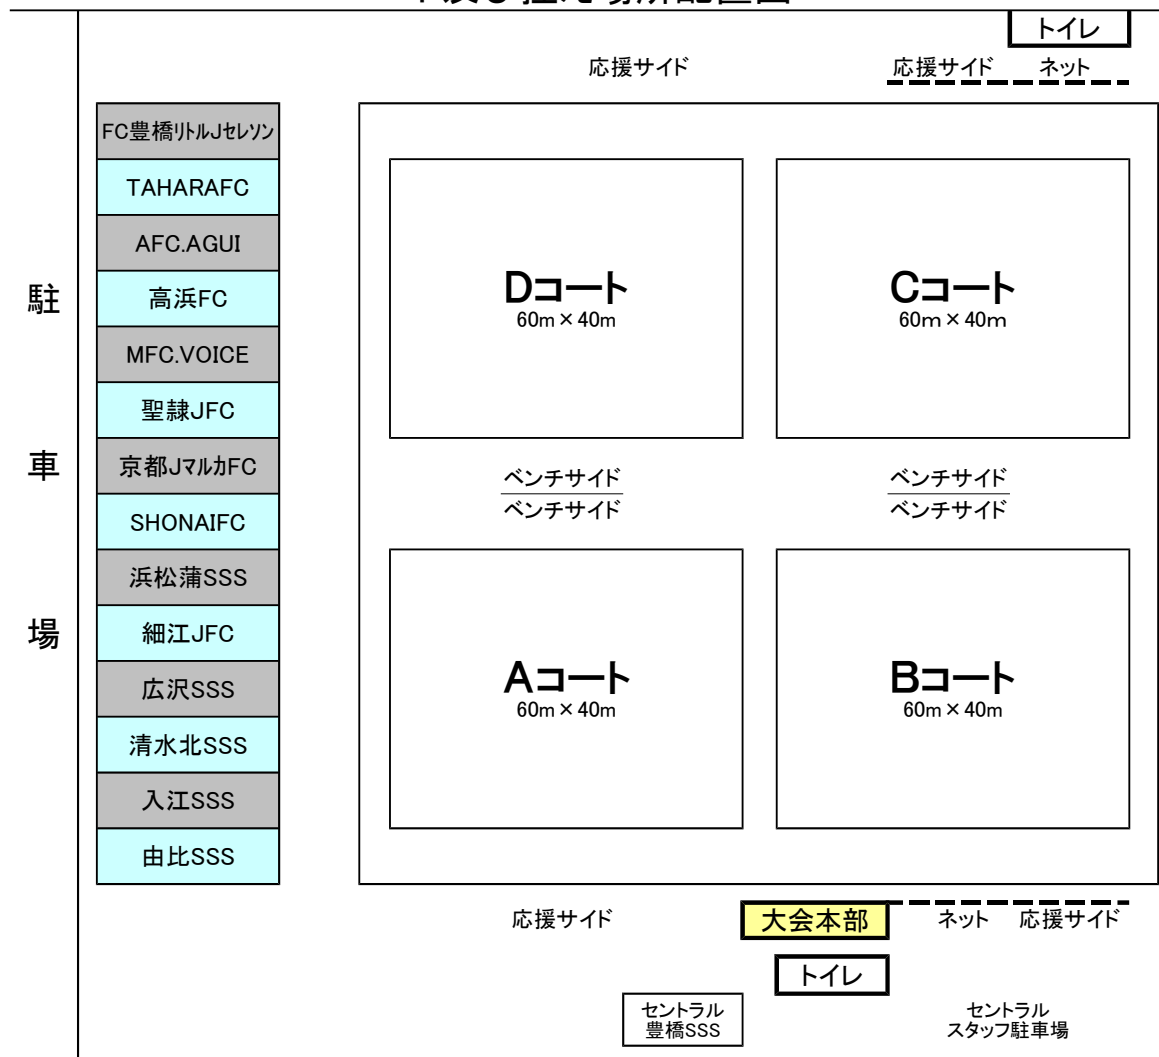 トイレ
応援サイド
応援サイド ネット
FC豊橋ﾘﾄﾙJｾﾚｿﾝ
TAHARAFC
AFC.AGUI
高浜FC
MFC.VOICE
聖隷JFC
京都JﾏﾙｶFC
SHONAIFC
浜松蒲SSS
細江JFC
広沢SSS
清水北SSS
入江SSS
由比SSS
駐
車
場
Dコート
60m×40m
Cコート
60m×40m
ベンチサイド
ベンチサイド
ベンチサイド
ベンチサイド
Aコート
60m×40m
Bコート
60m×40m
応援サイド
大会本部
ネット 応援サイド
トイレ
セントラル
豊橋SSS
セントラル
スタッフ駐車場